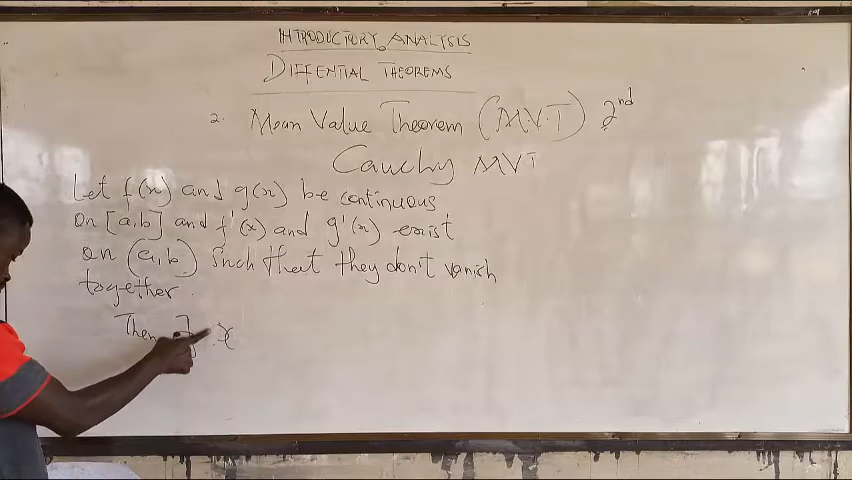 INTRODUCTORY ANALYSIS
DIFFENTIAL THEOREMS
2. Mean Value Theorem (M.V.T) 2nd
Cauchy MVT
Let f(x) and g(x) be continuous
on [a,b] and f'(x) and g'(x) exist
on (a,b) Such that they don't vanish
together.
Then